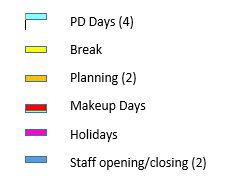 PD Days (4)
Break
Planning (2)
Makeup Days
Holidays
Staff opening/closing (2)